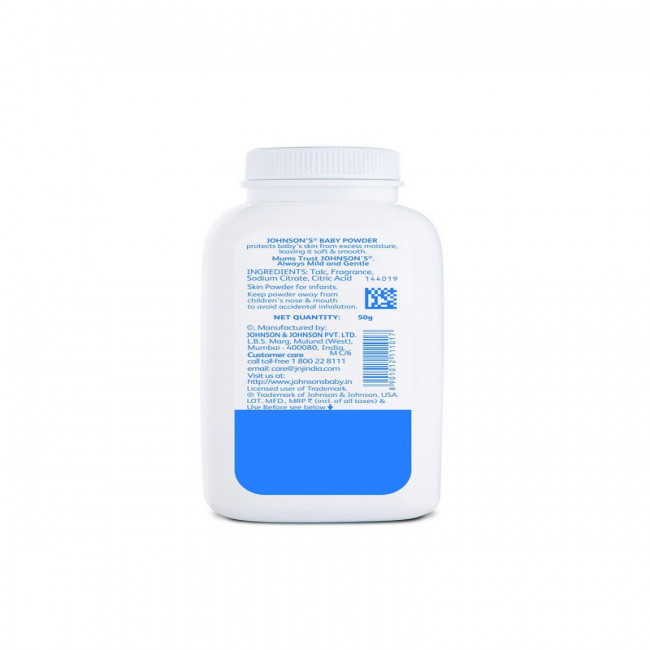 JOHNSON'S® BABY POWDER
protects baby's skin from excess moisture,
leaving it soft & smooth.
Mums Trust JOHNSON'S®.
Always Mild and Gentle
INGREDIENTS: Talc, Fragrance,
Sodium Citrate, Citric Acid 144019
Skin Powder for infants.
Keep powder away from
children's nose & mouth
to avoid accidental inhalation.
NET QUANTITY: 50g
©, Manufactured by:
JOHNSON & JOHNSON PVT. LTD.
L.B.S. Marg, Mulund (West),
Mumbai - 400080, India.
M C/6
Customer care
call toll-free 1 800 22 8111
email: care@jnjindia.com
Visit us at:
http://www.johnsonsbaby.in
Licensed user of Trademark.
® Trademark of Johnson & Johnson, USA.
LOT, MFD., MRP ₹ (incl. of all taxes) &
Use Before see below
8901012111017